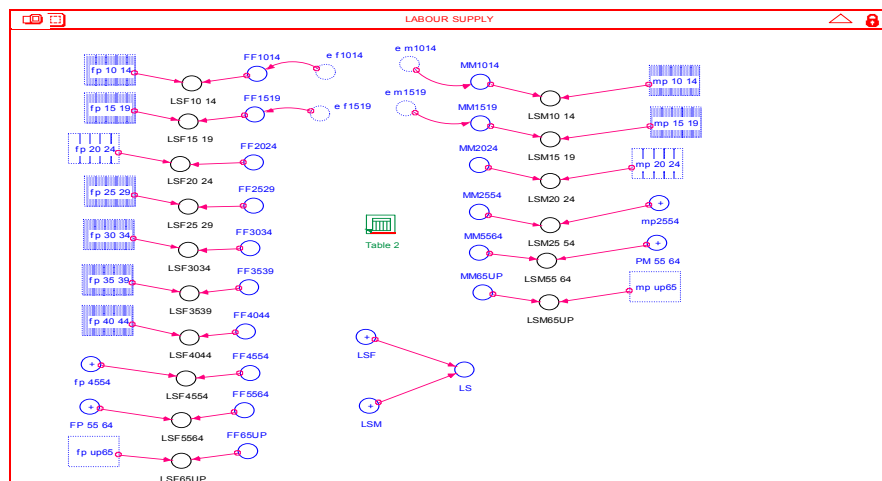 LABOUR SUPPLY
fp 10 14
FF1014
e f1014
LSF10 14
fp 15 19
FF1519
e f1519
LSF15 19
fp 20 24
FF2024
LSF20 24
fp 25 29
FF2529
LSF25 29
fp 30 34
FF3034
LSF3034
fp 35 39
FF3539
LSF3539
fp 40 44
FF4044
LSF4044
FF4554
fp 4554
LSF4554
FF5564
FP 55 64
LSF5564
FF65UP
fp up65
LSF65UP
Table 2
LSF
LS
LSM
e m1014
MM1014
mp 10 14
LSM10 14
e m1519
MM1519
mp 15 19
LSM15 19
MM2024
mp 20 24
LSM20 24
MM2554
mp2554
LSM25 54
MM5564
PM 55 64
LSM55 64
MM65UP
mp up65
LSM65UP